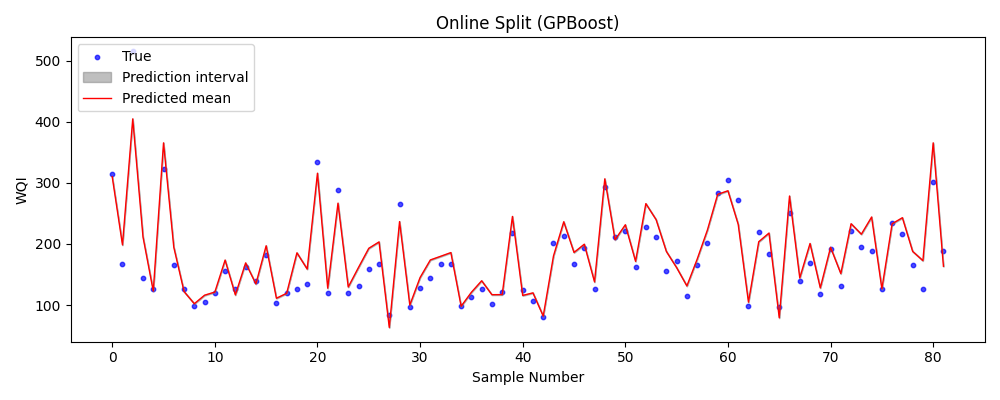 Online Split (GPBoost)
True
Prediction interval
Predicted mean
WQI
500
400
300
200
100
0 10 20 30 40 50 60 70 80
Sample Number